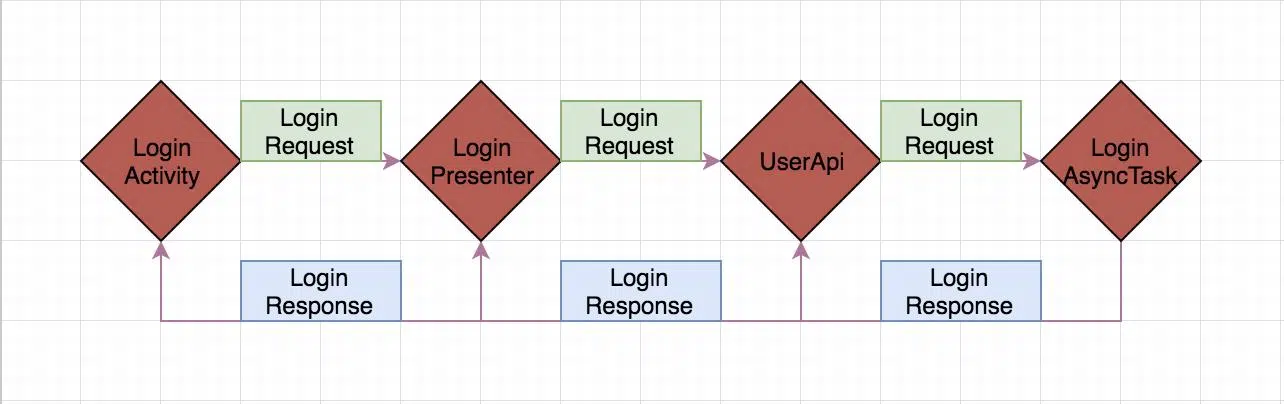 Login
Activity
Login
Request
Login
Presenter
Login
Request
UserApi
Login
Request
Login
AsyncTask
Login
Response
Login
Response
Login
Response